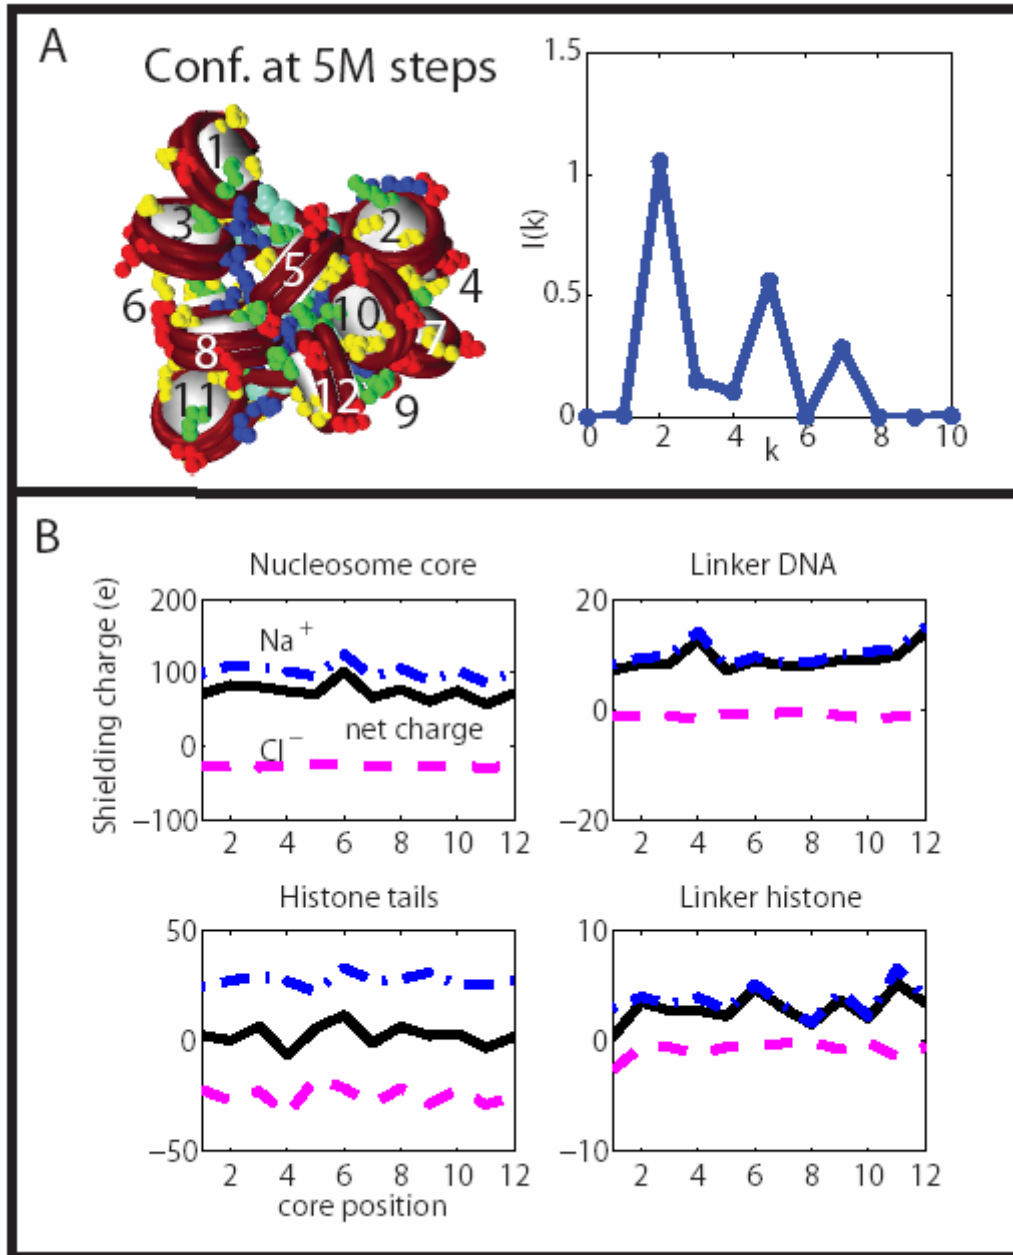 A
Conf. at 5M steps
1
2
3
4
5
6
7
8
9
10
11
12
1.5
1
0.5
0
I(k)
0 2 4 6 8 10
k
B
Nucleosome core
Shielding charge (e)
200
100
0
−100
Na+
net charge
Cl−
2 4 6 8 10 12
Linker DNA
20
0
−20
2 4 6 8 10 12
Histone tails
50
0
−50
2 4 6 8 10 12
core position
Linker histone
10
0
−10
2 4 6 8 10 12